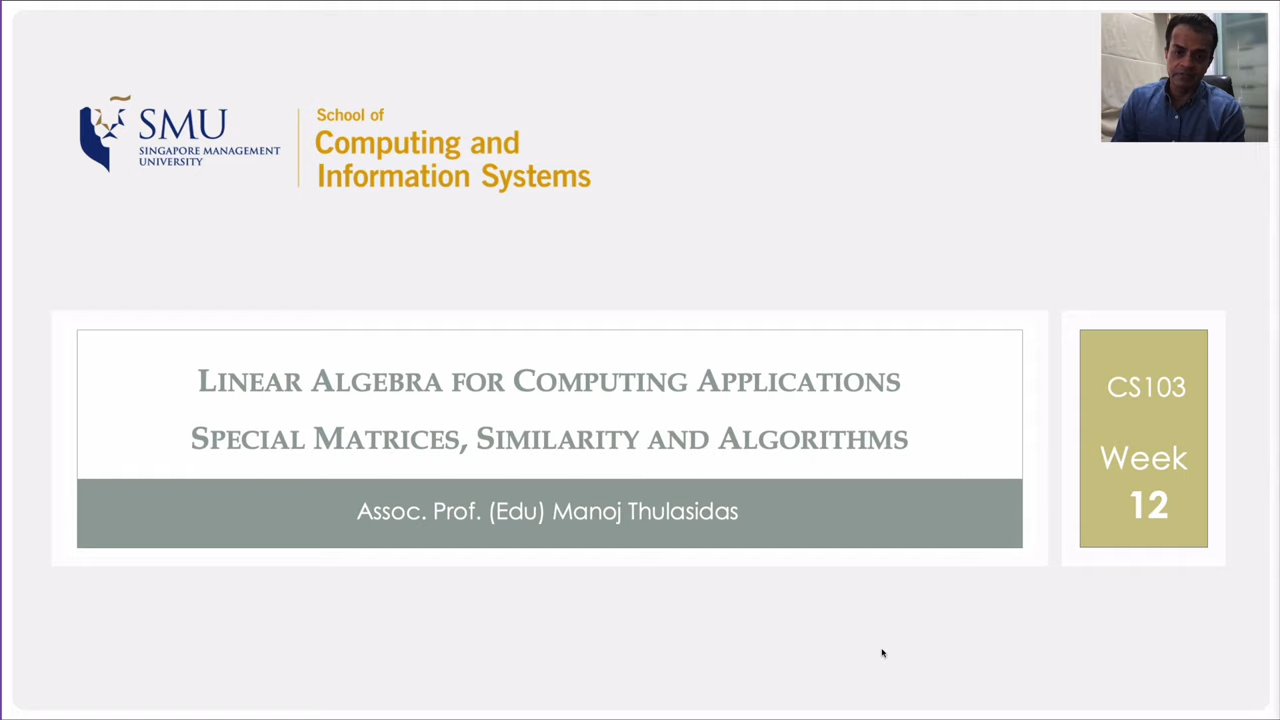 SMU
SINGAPORE MANAGEMENT
UNIVERSITY
School of
Computing and
Information Systems
LINEAR ALGEBRA FOR COMPUTING APPLICATIONS
SPECIAL MATRICES, SIMILARITY AND ALGORITHMS
Assoc. Prof. (Edu) Manoj Thulasidas
CS103
Week
12